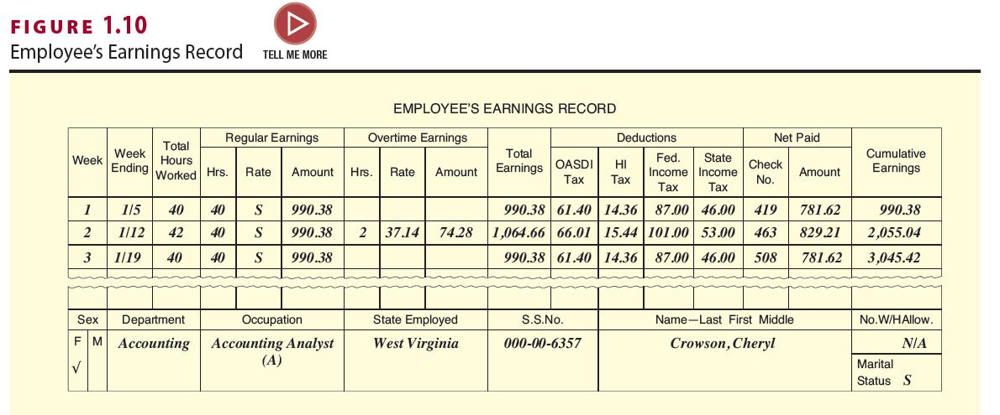 FIGURE 1.10
Employee's Earnings Record TELL ME MORE
EMPLOYEE'S EARNINGS RECORD
Week
Week Ending
Total Hours Worked
Regular Earnings
Hrs. Rate Amount
Overtime Earnings
Hrs. Rate Amount
Total Earnings
Deductions
OASDI Tax
HI Tax
Fed. Income Tax
State Income Tax
Net Paid
Check No.
Amount
Cumulative Earnings
1 1/5 40 40 S 990.38 990.38 61.40 14.36 87.00 46.00 419 781.62 990.38
2 1/12 42 40 S 990.38 2 37.14 74.28 1,064.66 66.01 15.44 101.00 53.00 463 829.21 2,055.04
3 1/19 40 40 S 990.38 990.38 61.40 14.36 87.00 46.00 508 781.62 3,045.42
Sex Department Occupation State Employed S.S.No. Name—Last First Middle No.W/HAllow.
F M Accounting Accounting Analyst West Virginia 000-00-6357 Crowson,Cheryl N/A
√ (A)
Marital
Status S